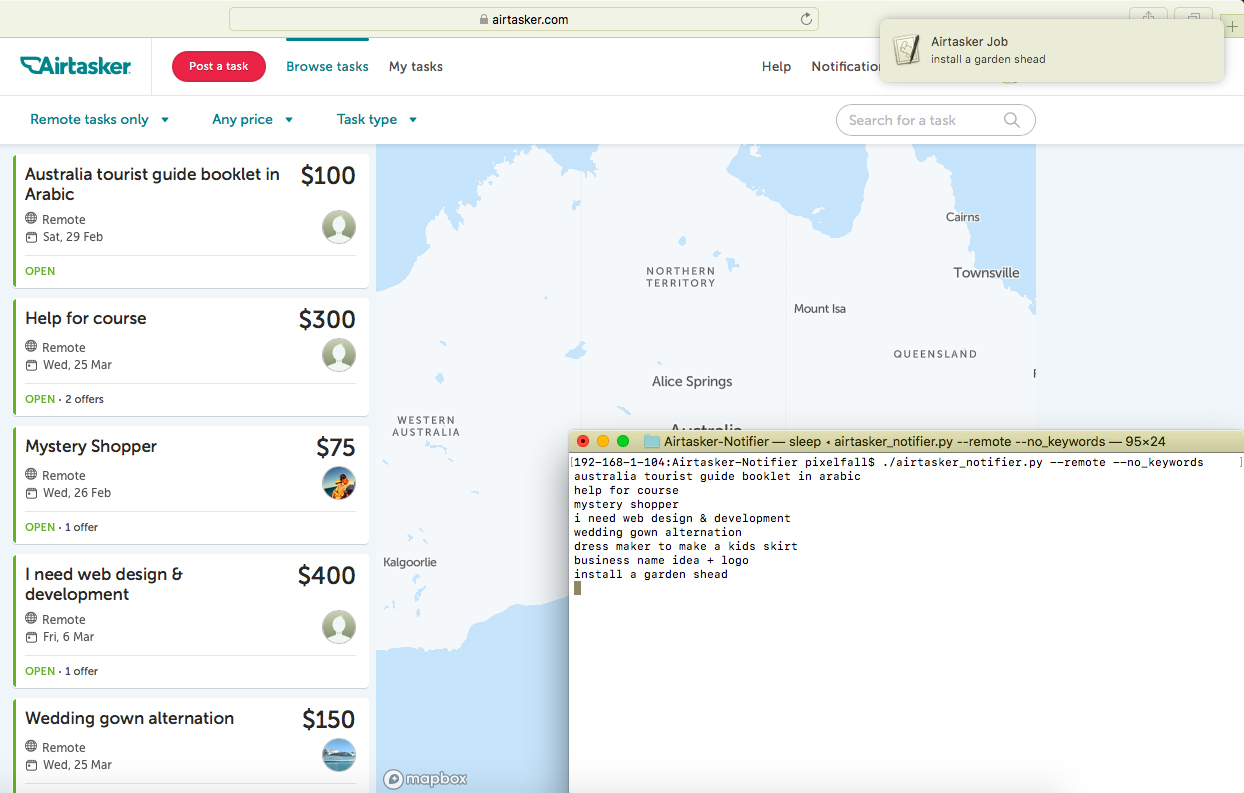 airtasker.com
Airtasker Job
install a garden shead
Airtasker
Post a task
Browse tasks
My tasks
Help
Remote tasks only
Any price
Task type
Search for a task
Australia tourist guide booklet in
Arabic
$100
Remote
Sat, 29 Feb
OPEN
Help for course
$300
Remote
Wed, 25 Mar
OPEN · 2 offers
Mystery Shopper
$75
Remote
Wed, 26 Feb
OPEN · 1 offer
I need web design &
development
$400
Remote
Fri, 6 Mar
OPEN · 1 offer
Wedding gown alternation
$150
Remote
Wed, 25 Mar
Cairns
NORTHERN
TERRITORY
Townsville
Mount Isa
QUEENSLAND
Alice Springs
WESTERN
AUSTRALIA
Australia
Kalgoorlie
mapbox
Airtasker-Notifier — sleep ‹ airtasker_notifier.py --remote --no_keywords — 95×24
[192-168-1-104:Airtasker-Notifier pixelfall$ ./airtasker_notifier.py --remote --no_keywords ]
australia tourist guide booklet in arabic
help for course
mystery shopper
i need web design & development
wedding gown alternation
dress maker to make a kids skirt
business name idea + logo
install a garden shead